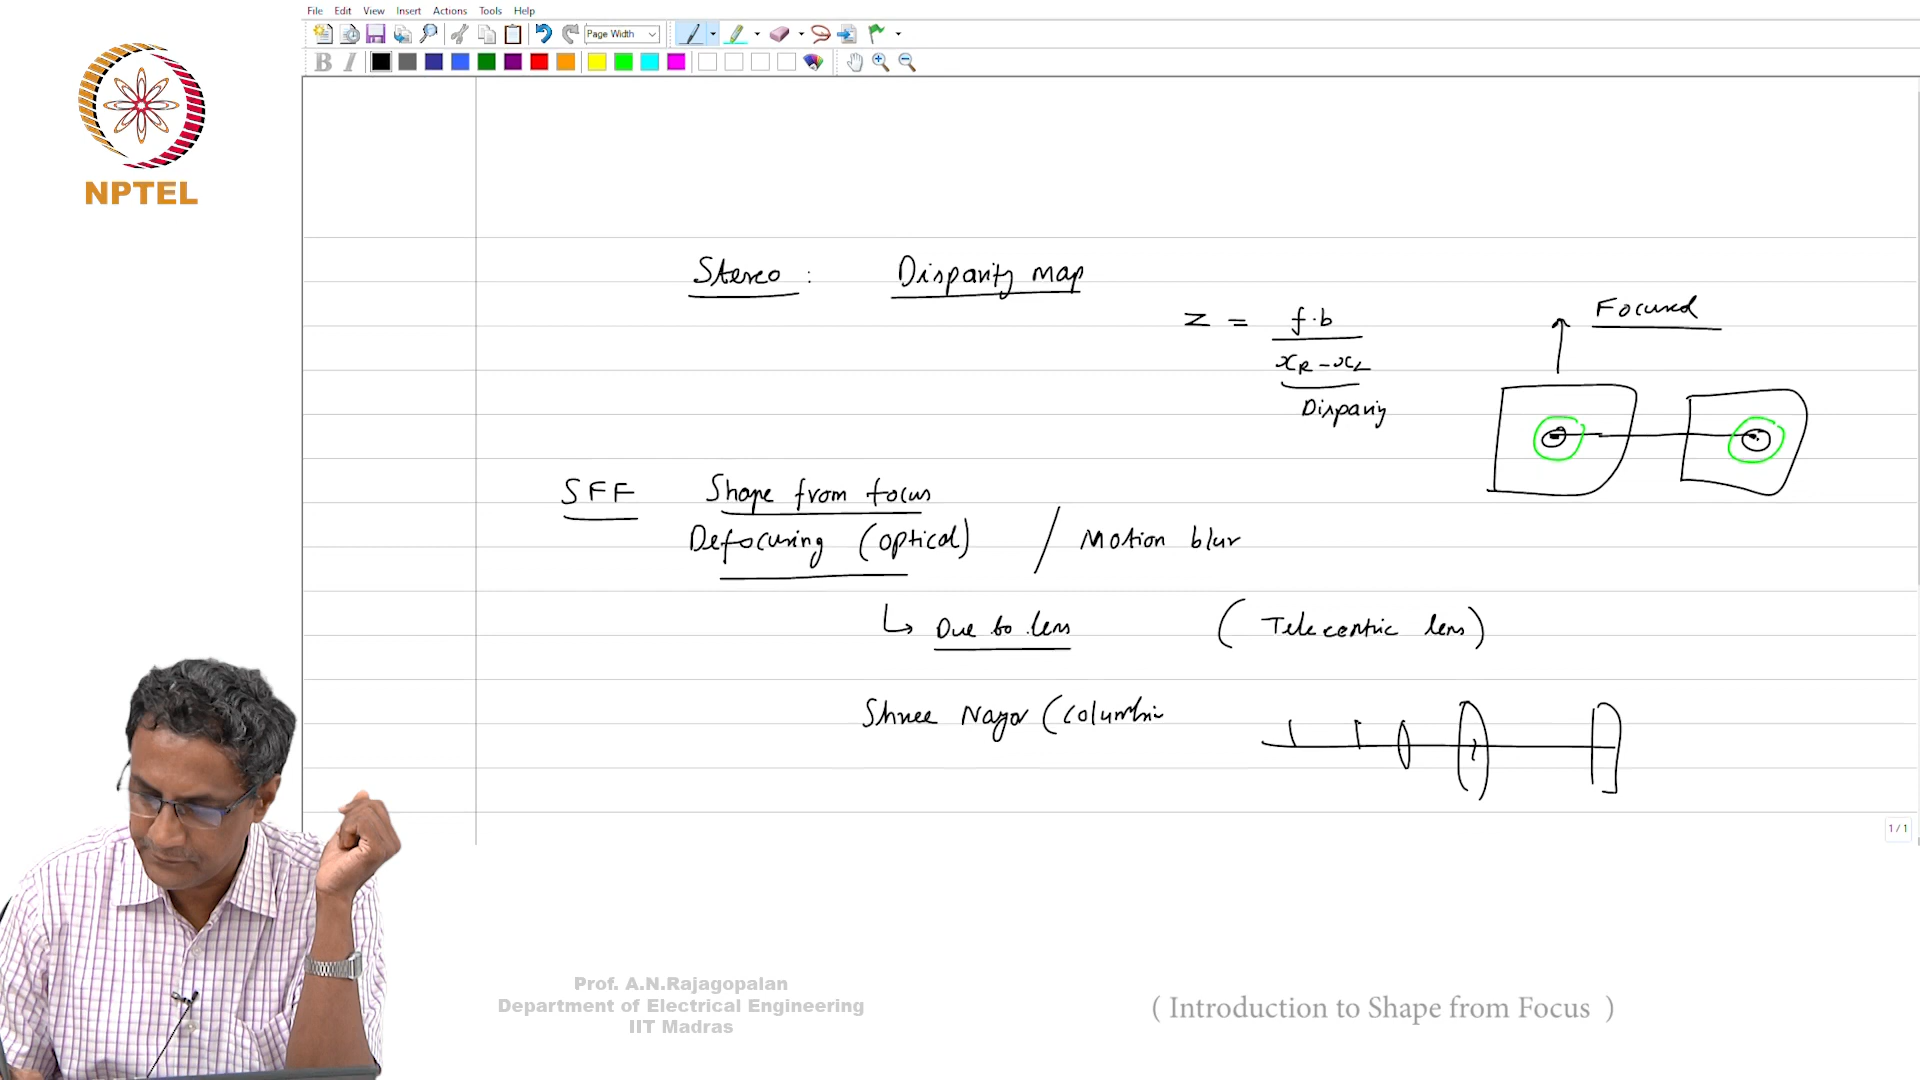 File Edit View Insert Actions Tools Help
Page Width
B I
NPTEL
Stereo : Disparity map
Z = f.b
xR - xL
Disparity
Focused
SFF Shape from focus
Defocusing (optical) / Motion blur
↳ Due to lens (Telecentric lens)
Shree Nayar (Columbia
1 / 1
Prof. A.N.Rajagopalan
Department of Electrical Engineering
IIT Madras
( Introduction to Shape from Focus )